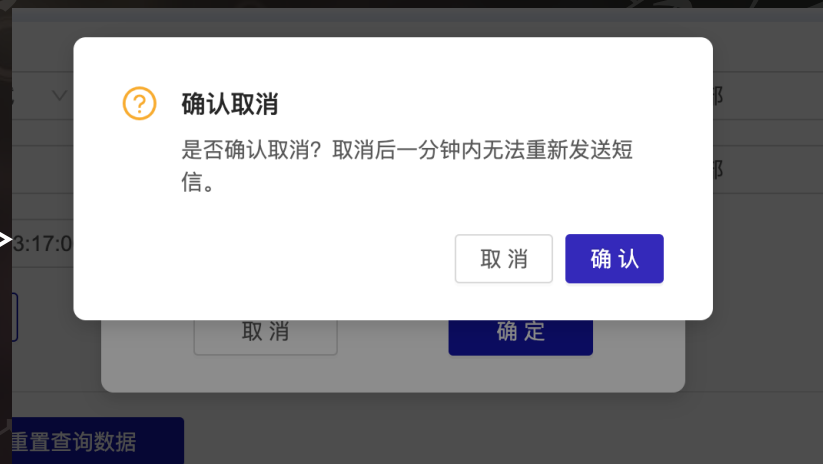 确认取消
是否确认取消？取消后一分钟内无法重新发送短
信。
取 消
确 认
部
部
3:17:0
取 消
确 定
重置查询数据